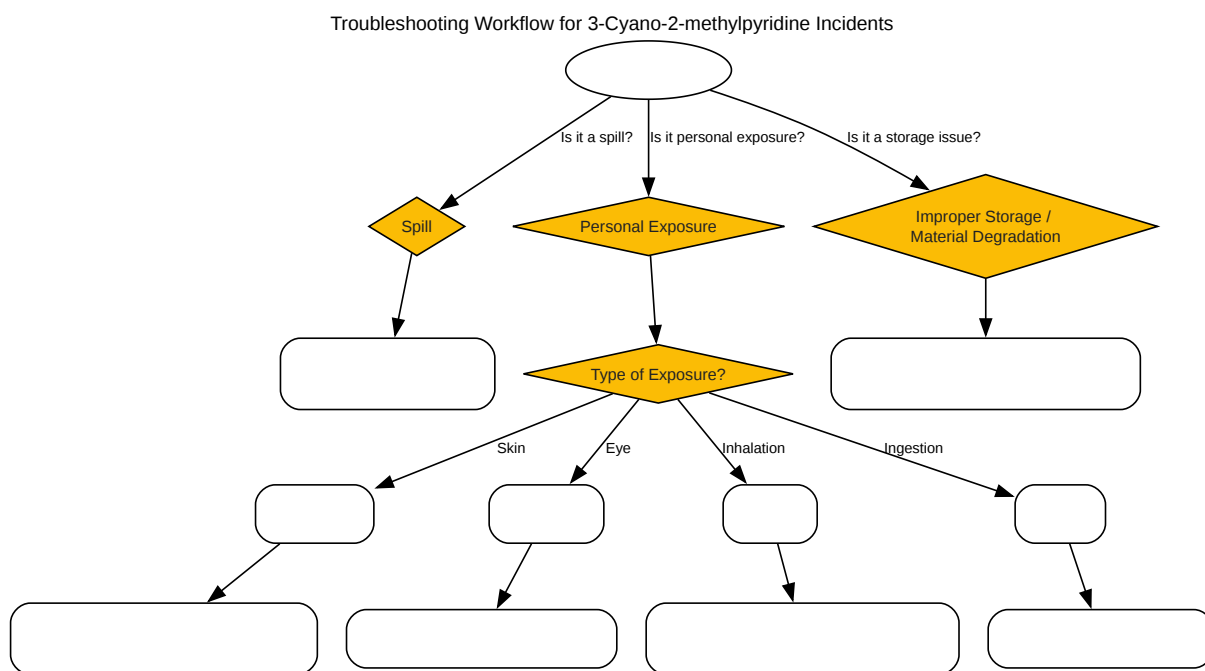 Troubleshooting Workflow for 3-Cyano-2-methylpyridine Incidents
Is it a spill?
Is it personal exposure?
Is it a storage issue?
Spill
Personal Exposure
Improper Storage /
Material Degradation
Type of Exposure?
Skin
Eye
Inhalation
Ingestion